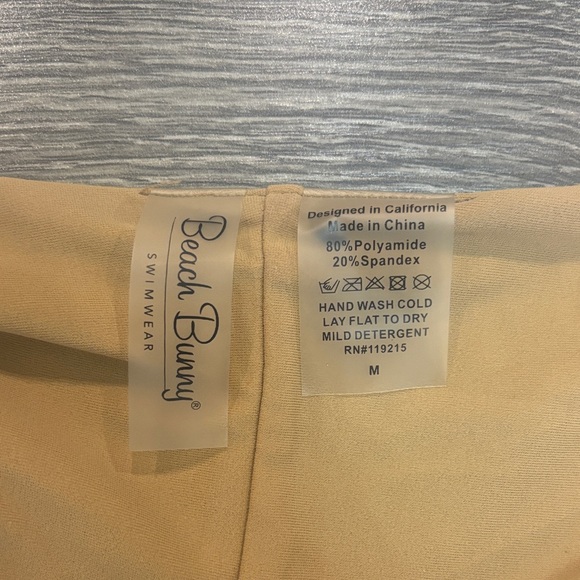 Beach Bunny®
SWIMWEAR
Designed in California
Made in China
80%Polyamide
20%Spandex
HAND WASH COLD
LAY FLAT TO DRY
MILD DETERGENT
RN#119215
M